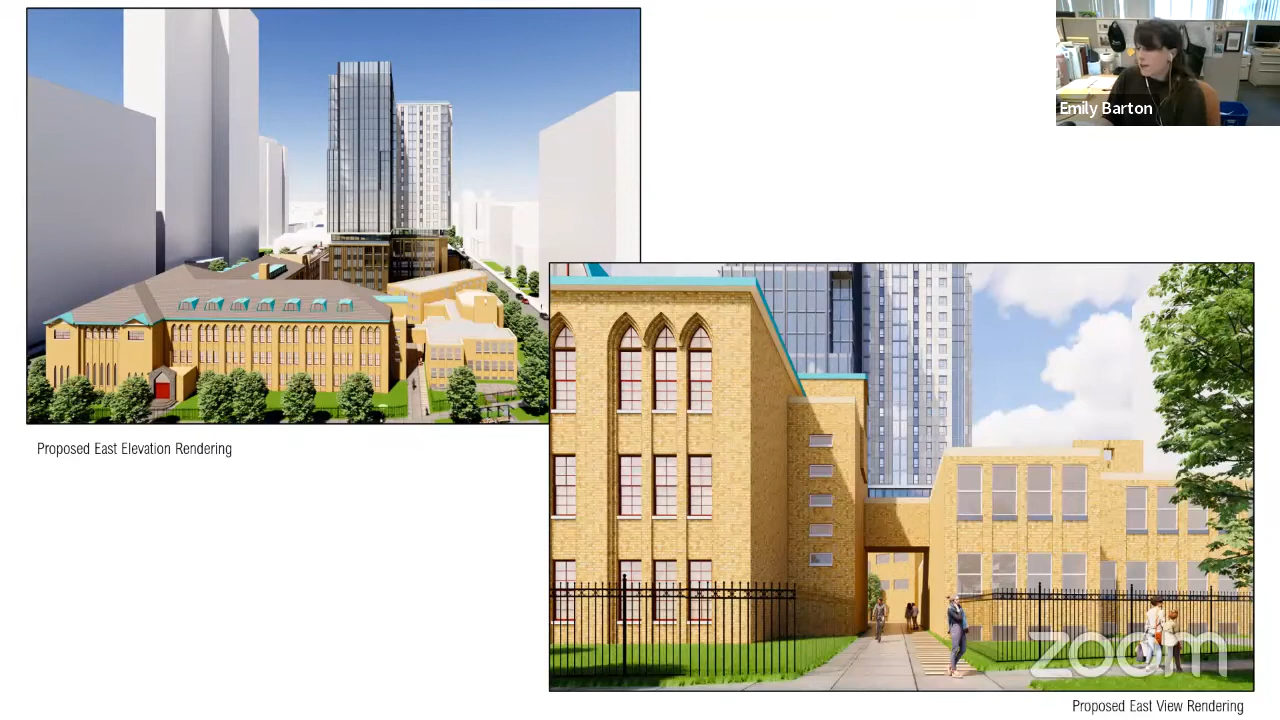 Emily Barton
Proposed East Elevation Rendering
zoom
Proposed East View Rendering